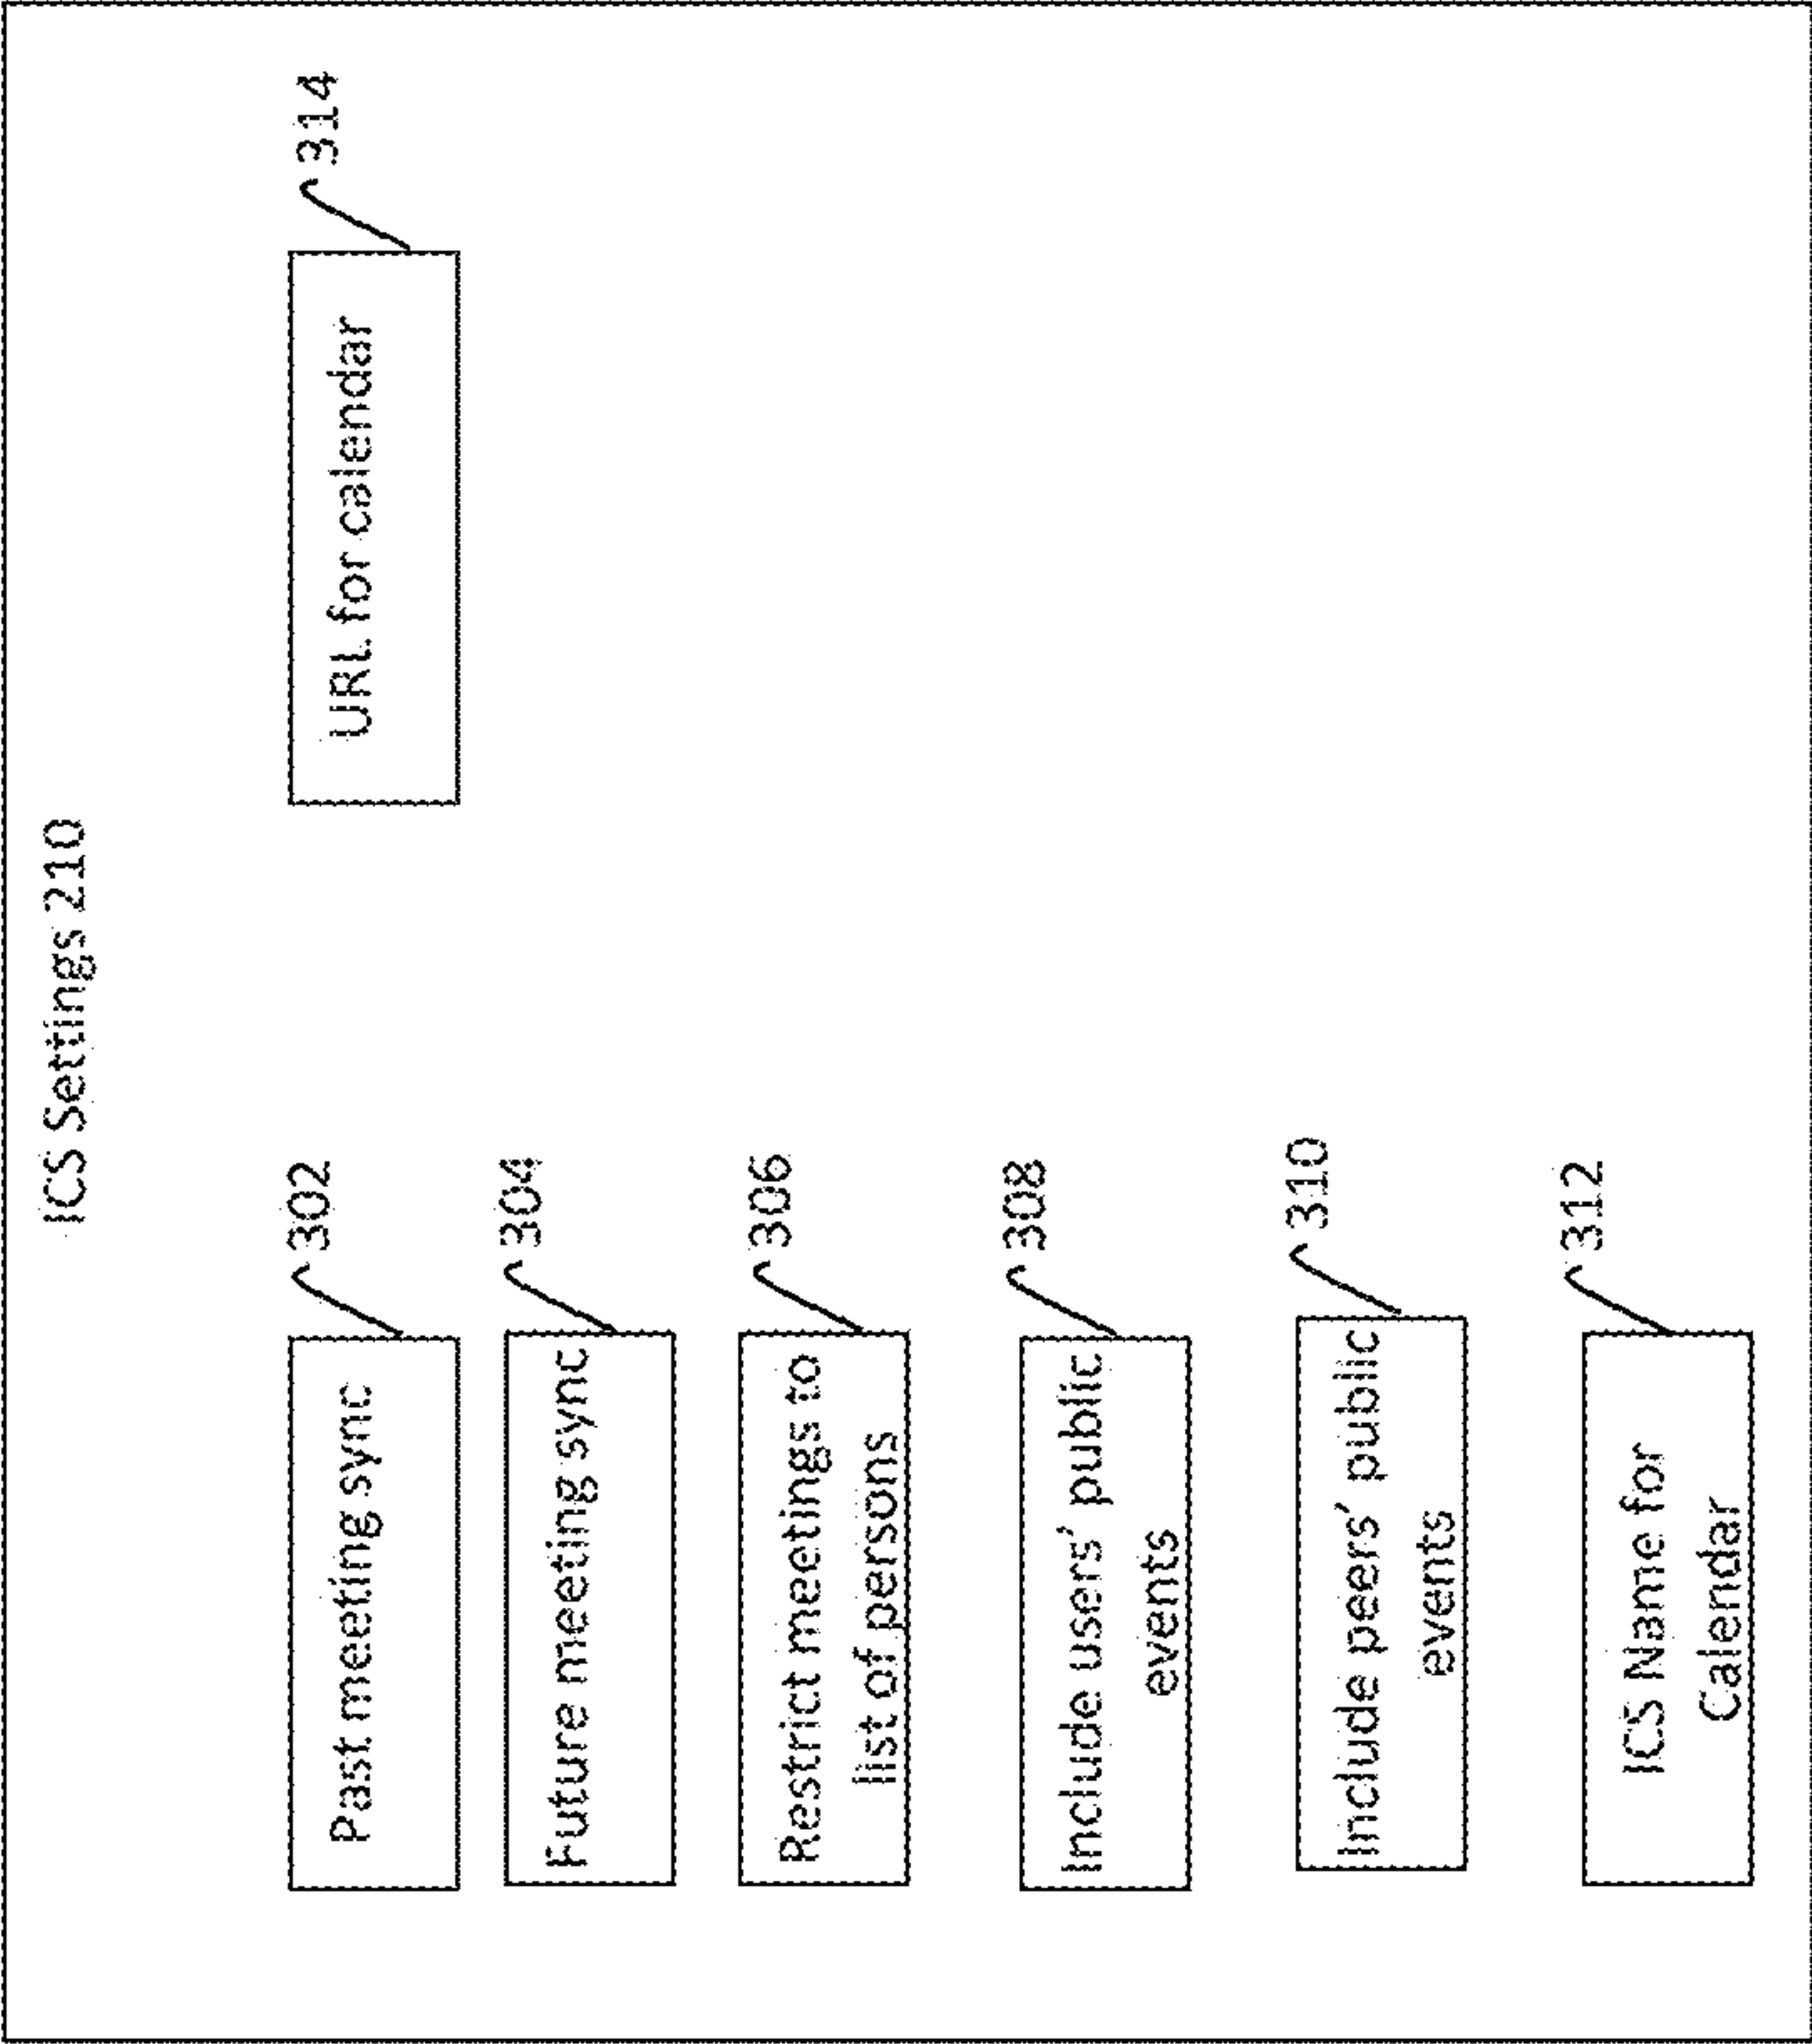 ICS Settings 210
Past meeting sync
302
URL for calendar
314
Future meeting sync
304
Restrict meetings to
list of persons
306
Include users' public
events
308
Include peers' public
events
310
ICS Name for
Calendar
312